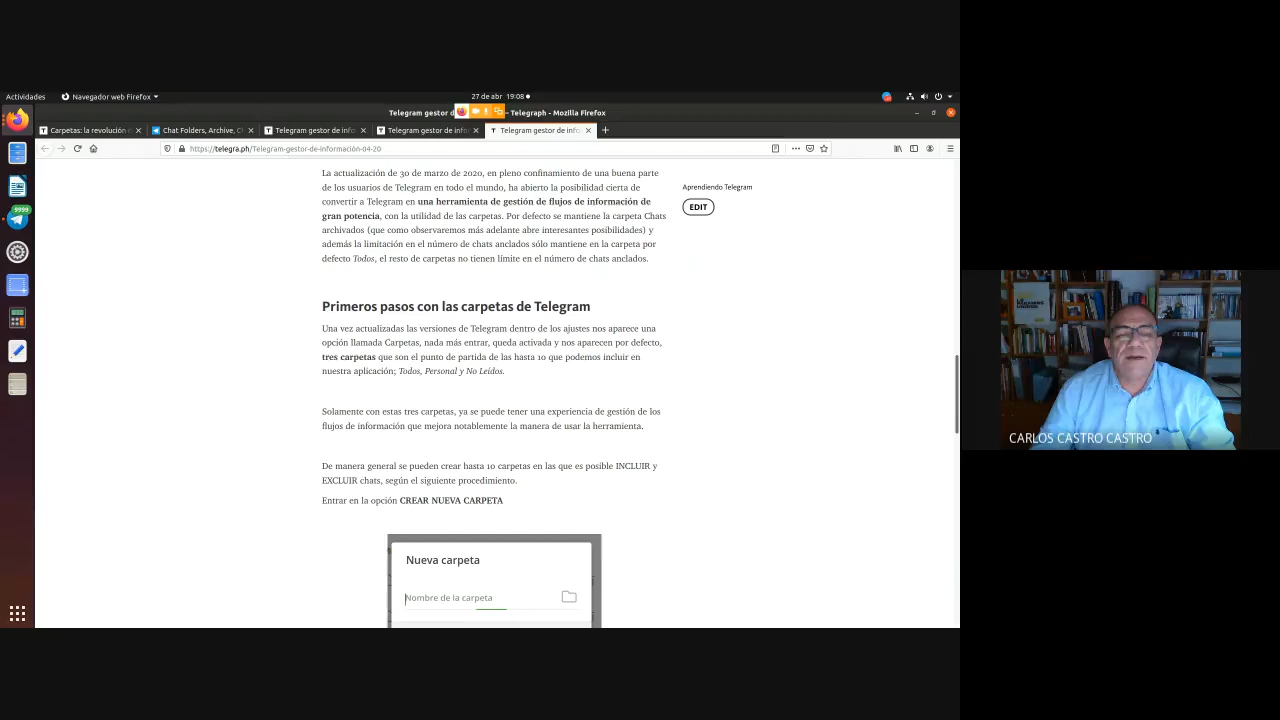 Actividades
Navegador web Firefox
27 de abr 19:08
Telegram gestor d
– Telegraph - Mozilla Firefox
Carpetas: la revolución
Chat Folders, Archive, C
Telegram gestor de info
Telegram gestor de info
Telegram gestor de info
https://telegra.ph/Telegram-gestor-de-información-04-20
La actualización de 30 de marzo de 2020, en pleno confinamiento de una buena parte
de los usuarios de Telegram en todo el mundo, ha abierto la posibilidad cierta de
convertir a Telegram en una herramienta de gestión de flujos de información de
gran potencia, con la utilidad de las carpetas. Por defecto se mantiene la carpeta Chats
archivados (que como observaremos más adelante abre interesantes posibilidades) y
además la limitación en el número de chats anclados sólo mantiene en la carpeta por
defecto Todos, el resto de carpetas no tienen límite en el número de chats anclados.
Aprendiendo Telegram
EDIT
9999
Primeros pasos con las carpetas de Telegram
Una vez actualizadas las versiones de Telegram dentro de los ajustes nos aparece una
opción llamada Carpetas, nada más entrar, queda activada y nos aparecen por defecto,
tres carpetas que son el punto de partida de las hasta 10 que podemos incluir en
nuestra aplicación; Todos, Personal y No Leídos.
Solamente con estas tres carpetas, ya se puede tener una experiencia de gestión de los
flujos de información que mejora notablemente la manera de usar la herramienta.
De manera general se pueden crear hasta 10 carpetas en las que es posible INCLUIR y
EXCLUIR chats, según el siguiente procedimiento.
Entrar en la opción CREAR NUEVA CARPETA
Nueva carpeta
Nombre de la carpeta
CARLOS CASTRO CASTRO